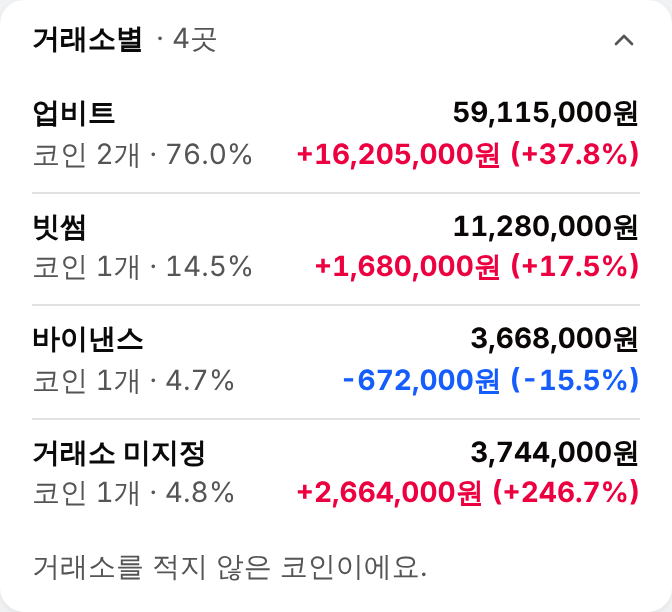 거래소별 · 4곳
업비트 59,115,000원
코인 2개 · 76.0% +16,205,000원 (+37.8%)
빗썸 11,280,000원
코인 1개 · 14.5% +1,680,000원 (+17.5%)
바이낸스 3,668,000원
코인 1개 · 4.7% -672,000원 (-15.5%)
거래소 미지정 3,744,000원
코인 1개 · 4.8% +2,664,000원 (+246.7%)
거래소를 적지 않은 코인이에요.